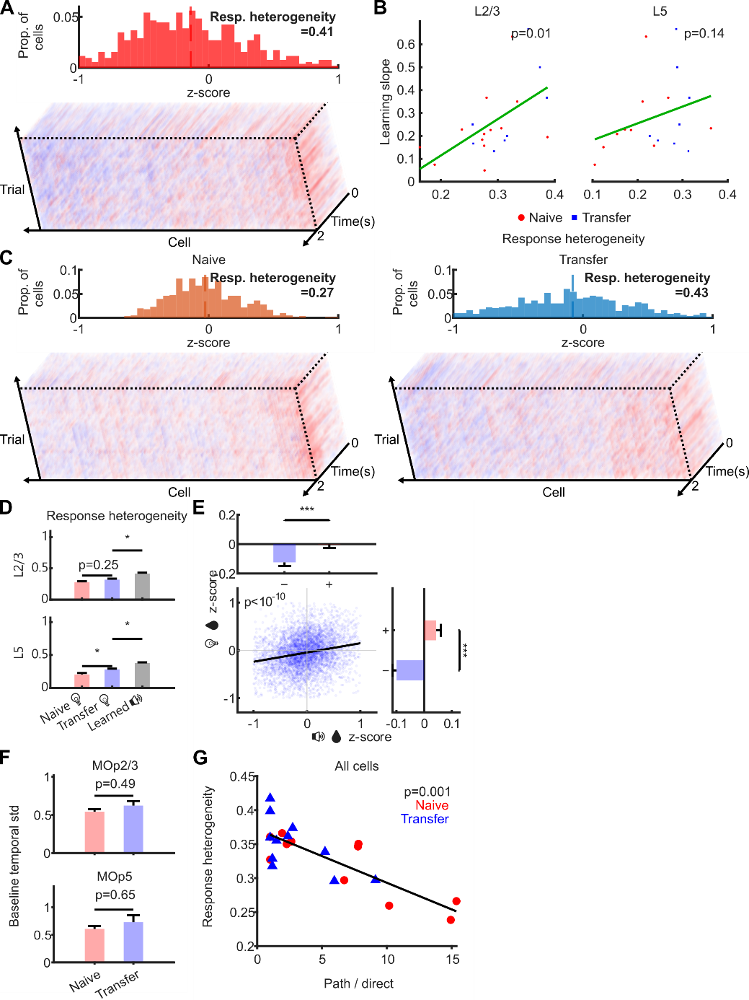 A
Prop. of
cells
0.05
0
Resp. heterogeneity
=0.41
-1
0
1
z-score
Trial
Cell
0
Time(s)
2
B
L2/3
L5
p=0.01
p=0.14
Learning slope
0.6
0.5
0.4
0.3
0.2
0.1
0
0.2
0.3
0.4
0.1
0.2
0.3
0.4
Naive
Transfer
Response heterogeneity
C
Naive
Prop. of
cells
0.1
0.05
0
Resp. heterogeneity
=0.27
-1
0
1
z-score
Trial
Cell
0
Time(s)
2
Transfer
Prop. of
cells
0.1
0.05
0
Resp. heterogeneity
=0.43
-1
0
1
z-score
Trial
Cell
0
Time(s)
2
D
Response heterogeneity
L2/3
1
0.5
0
p=0.25
*
L5
1
0.5
0
*
*
Naive
Transfer
Learned
E
0.2
0
-0.2
***
−
+
z-score
p<10-10
1
0
-1
-1
0
1
z-score
+
−
***
-0.1
0
0.1
F
Baseline temporal std
MOp2/3
p=0.49
1
0.5
0
MOp5
p=0.65
1
0.5
0
Naive
Transfer
G
All cells
Response heterogeneity
p=0.001
Naive
Transfer
0.45
0.4
0.35
0.3
0.25
0.2
0
5
10
15
Path / direct